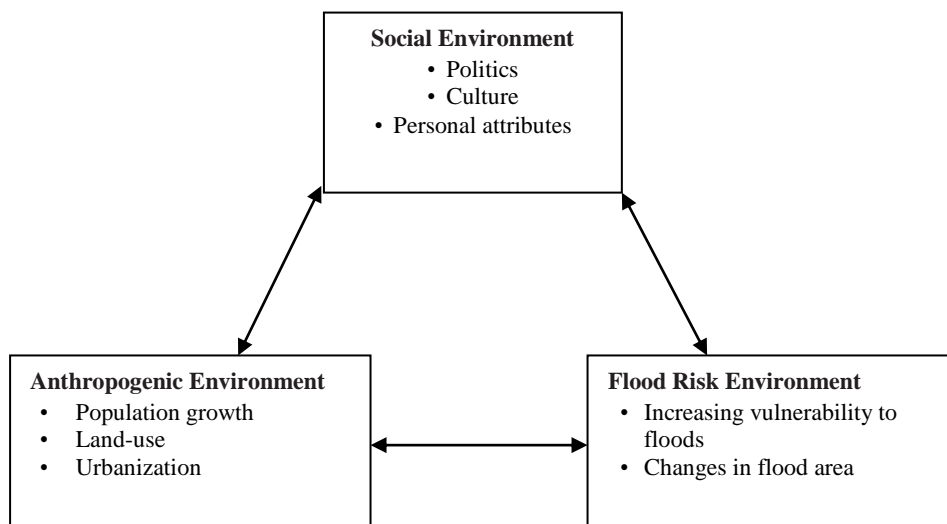 Social Environment
• Politics
• Culture
• Personal attributes
Anthropogenic Environment
• Population growth
• Land-use
• Urbanization
Flood Risk Environment
• Increasing vulnerability to
floods
• Changes in flood area